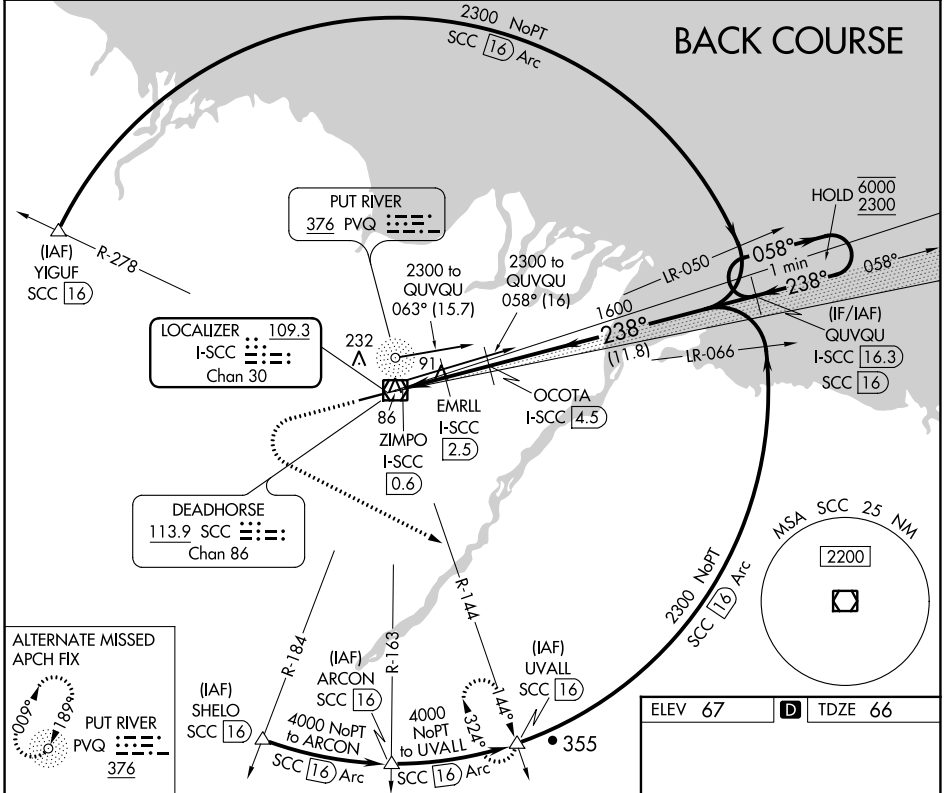 BACK COURSE
2300 NoPT
SCC 16 Arc
HOLD 6000
2300
PUT RIVER
376 PVQ
(IAF)
YIGUF
SCC 16
R-278
2300 to
QUVQU
063° (15.7)
2300 to
QUVQU
058° (16)
LR-050
058°
1 min
238°
058°
1600
238°
(11.8)
LR-066
(IF/IAF)
QUVQU
I-SCC 16.3
SCC 16
LOCALIZER 109.3
I-SCC
Chan 30
232
91
86
ZIMPO
I-SCC
0.6
EMRLL
I-SCC
2.5
OCOTA
I-SCC 4.5
DEADHORSE
113.9 SCC
Chan 86
MSA SCC 25 NM
2200
2300 NoPT
SCC 16 Arc
R-184
R-163
R-144
(IAF)
SHELO
SCC 16
(IAF)
ARCON
SCC 16
(IAF)
UVALL
SCC 16
4000 NoPT
to ARCON
SCC 16 Arc
4000
NoPT
to UVALL
SCC 16 Arc
324°
144°
355
ALTERNATE MISSED
APCH FIX
009°
189°
PUT RIVER
PVQ
376
ELEV 67 D TDZE 66